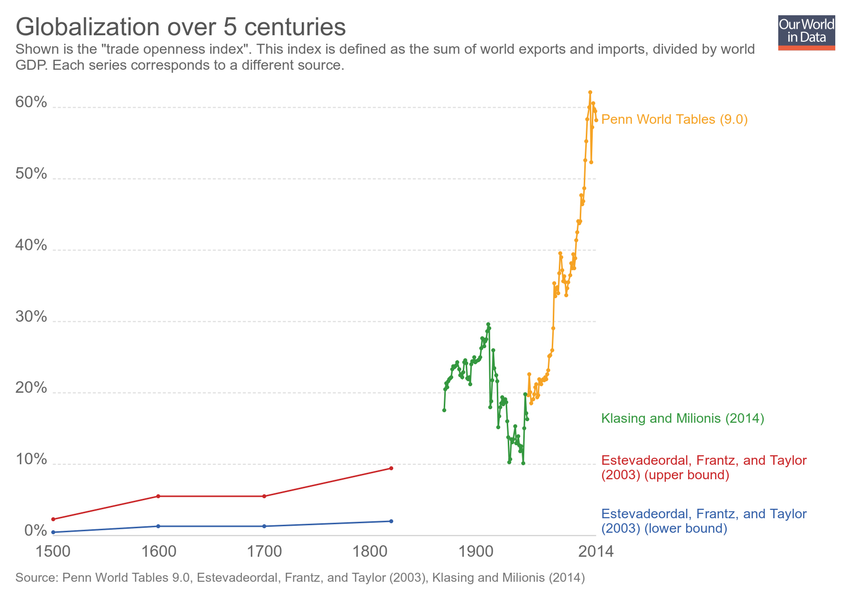 Globalization over 5 centuries
Our World
in Data
Shown is the "trade openness index". This index is defined as the sum of world exports and imports, divided by world
GDP. Each series corresponds to a different source.
60%
Penn World Tables (9.0)
50%
40%
30%
20%
Klasing and Milionis (2014)
10%
Estevadeordal, Frantz, and Taylor
(2003) (upper bound)
Estevadeordal, Frantz, and Taylor
(2003) (lower bound)
0%
1500 1600 1700 1800 1900 2014
Source: Penn World Tables 9.0, Estevadeordal, Frantz, and Taylor (2003), Klasing and Milionis (2014)